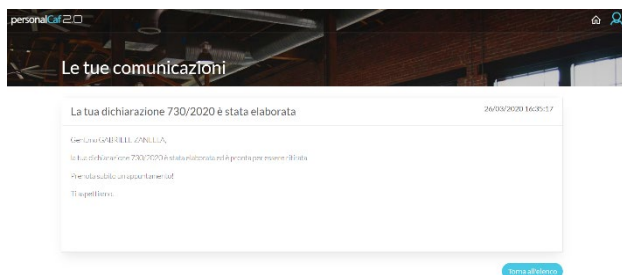 personalCaf 2.0
Le tue comunicazioni
La tua dichiarazione 730/2020 è stata elaborata
26/03/2020 16:35:17
GABRIELE ZANELLA,
la tua dichiarazione 730/2020 è stata elaborata ed è pronta per essere ritirata
Prenota subito un appuntamento!
Ti aspettiamo.
Torna all'elenco